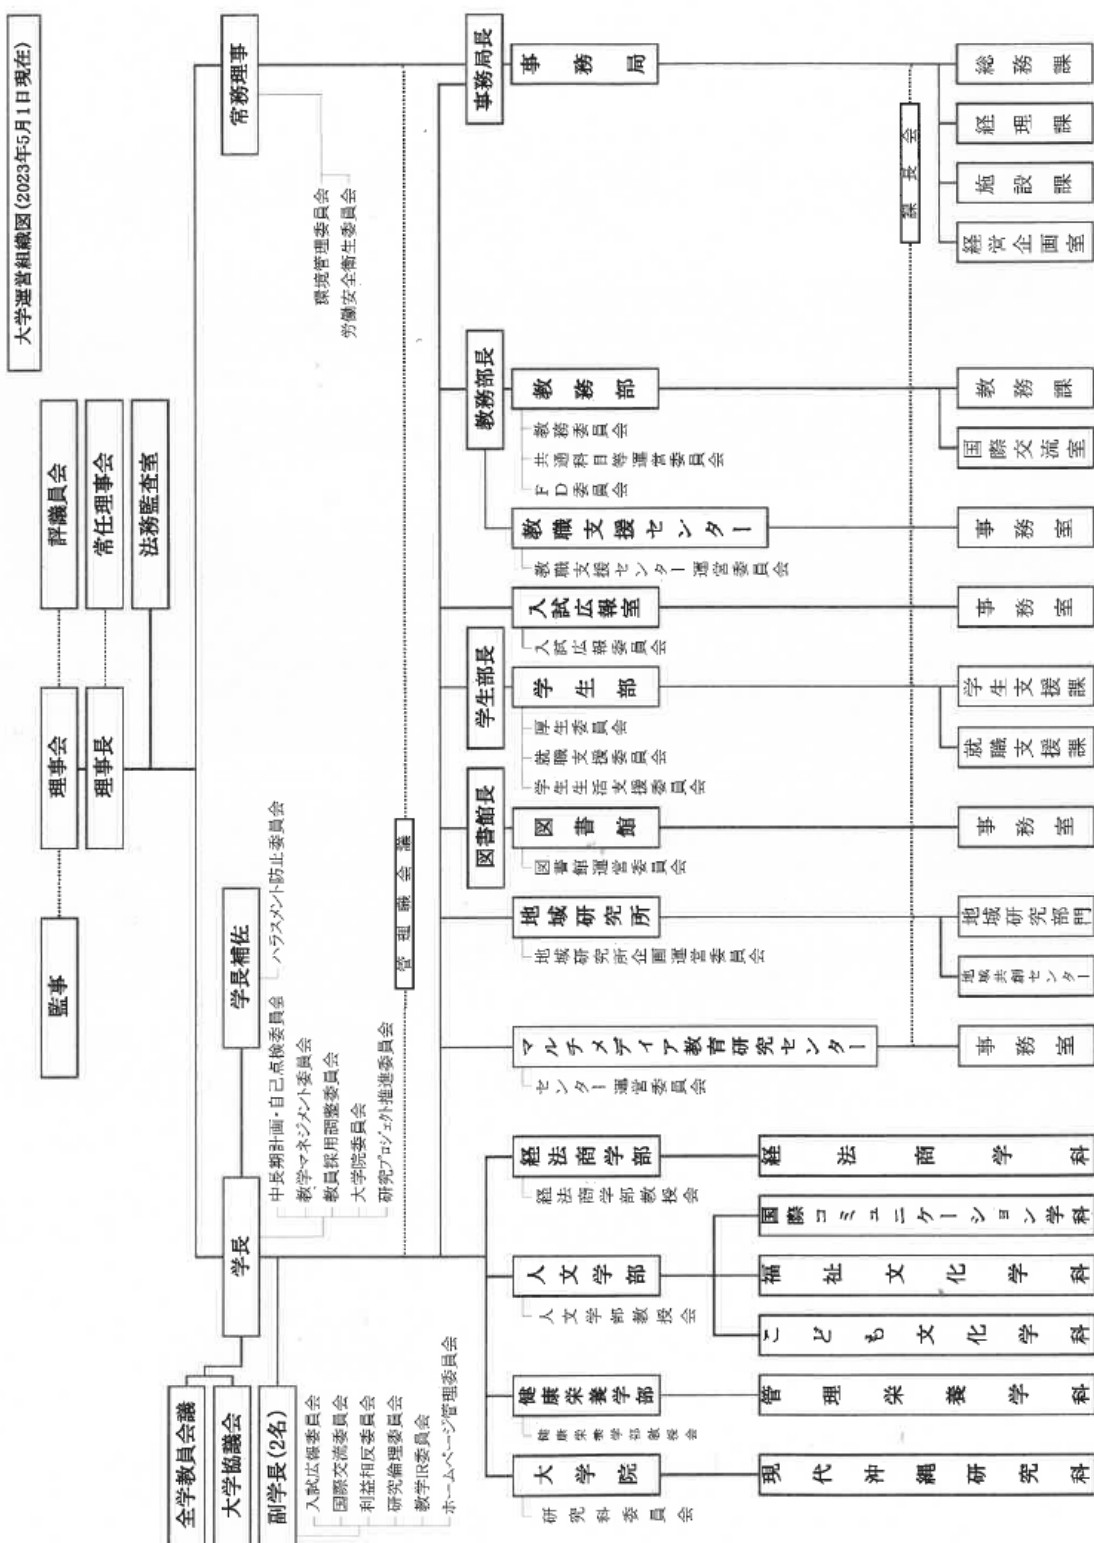 大学運営組織図(2023年5月1日現在)
監事
理事会
評議員会
理事長
常任理事会
法務監査室
全学教員会議
大学協議会
副学長(2名)
入試広報委員会
国際交流委員会
利益相反委員会
研究倫理委員会
教学IR委員会
ホームページ管理委員会
学長
中長期計画・自己点検委員会
教学マネジメント委員会
教員採用調整委員会
大学院委員会
研究プロジェクト推進委員会
学長補佐
ハラスメント防止委員会
常務理事
環境管理委員会
労働安全衛生委員会
管理職会議
大学院
研究科委員会
現代沖縄研究科
健康栄養学部
健康栄養学部教授会
管理栄養学科
人文学部
人文学部教授会
こども文化学科
福祉文化学科
国際コミュニケーション学科
経法商学部
経法商学部教授会
経法商学科
マルチメディア教育研究センター
センター運営委員会
事務室
地域研究所
地域研究所企画運営委員会
地域共創センター
地域研究部門
図書館長
図書館
図書館運営委員会
事務室
学生部長
学生部
厚生委員会
就職支援委員会
学生生活支援委員会
就職支援課
学生支援課
入試広報室
入試広報委員会
事務室
教務部長
教務部
教務委員会
共通科目等運営委員会
FD委員会
教職支援センター
教職支援センター運営委員会
事務室
国際交流室
教務課
事務局長
事務局
課長会
経営企画室
施設課
経理課
総務課